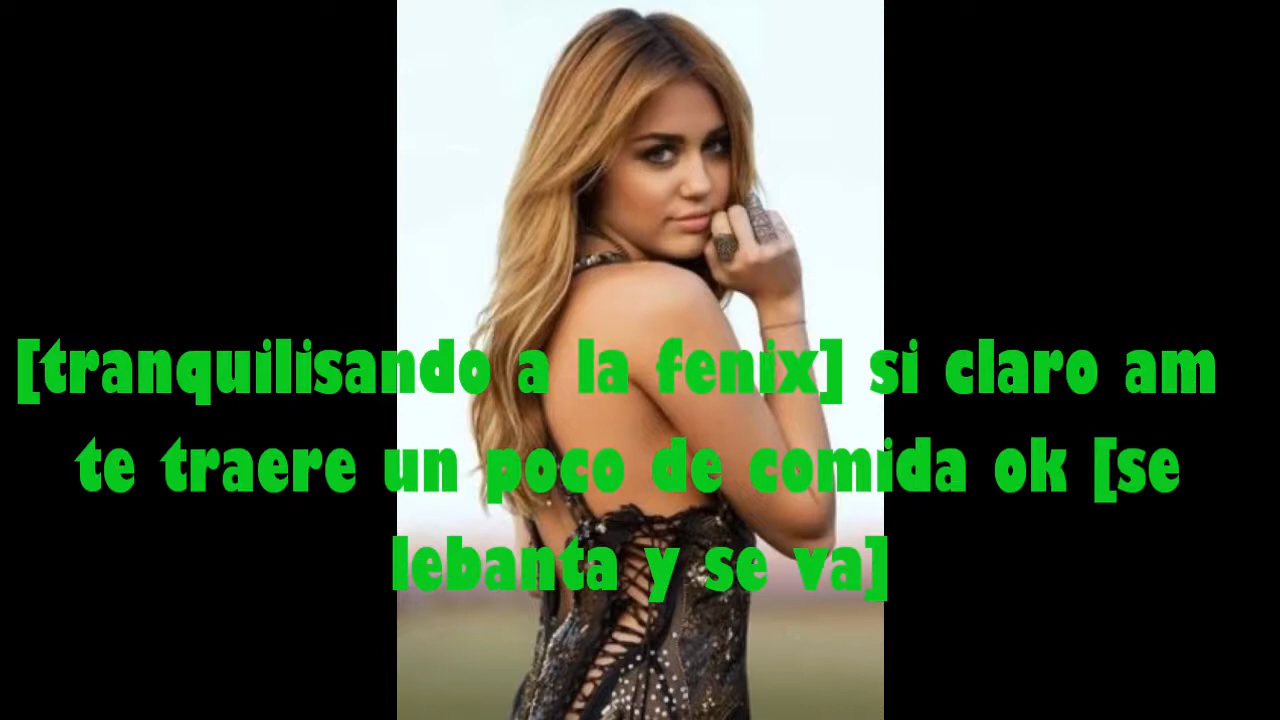 [tranquilisando a la fenix] si claro am
te traere un poco de comida ok [se
lebanta y se va]